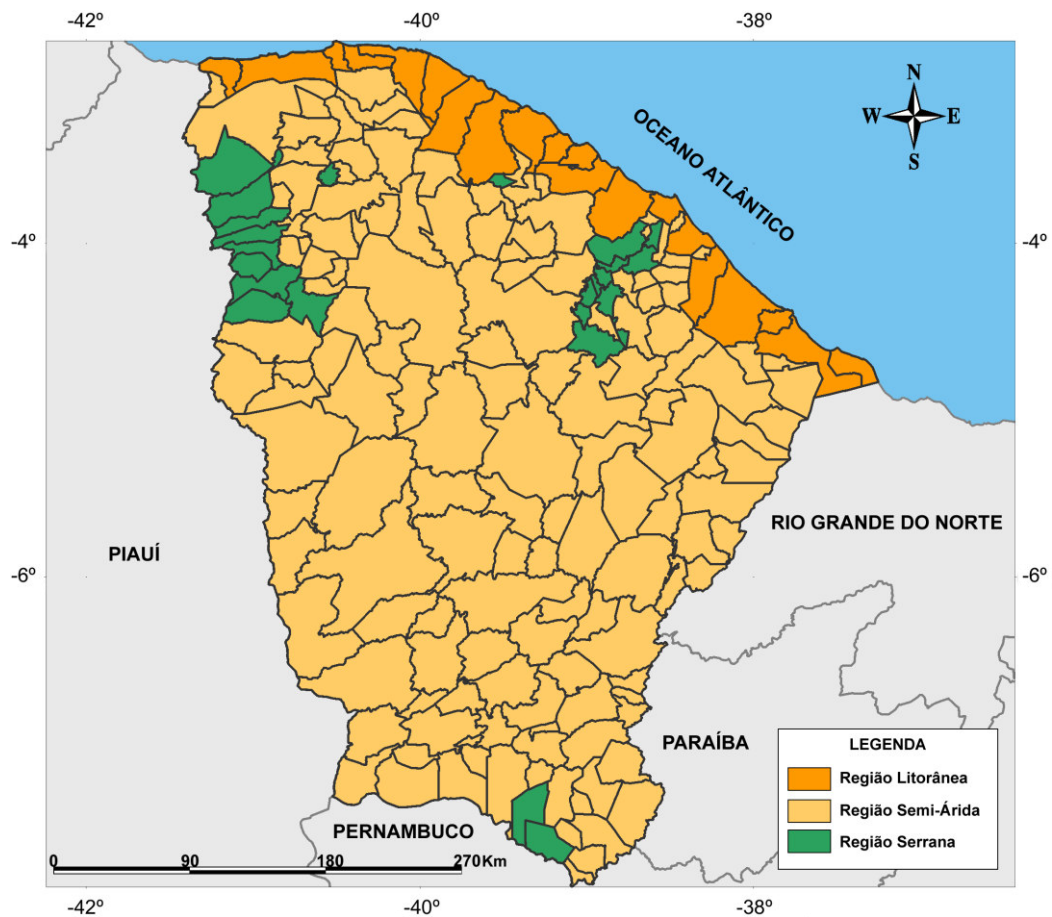 -42º
-40º
-38º
N
W
E
S
OCEANO ATLÂNTICO
-4º
-4º
RIO GRANDE DO NORTE
PIAUÍ
-6º
-6º
PARAÍBA
LEGENDA
Região Litorânea
Região Semi-Árida
Região Serrana
PERNAMBUCO
0
90
180
270Km
-42º
-40º
-38º